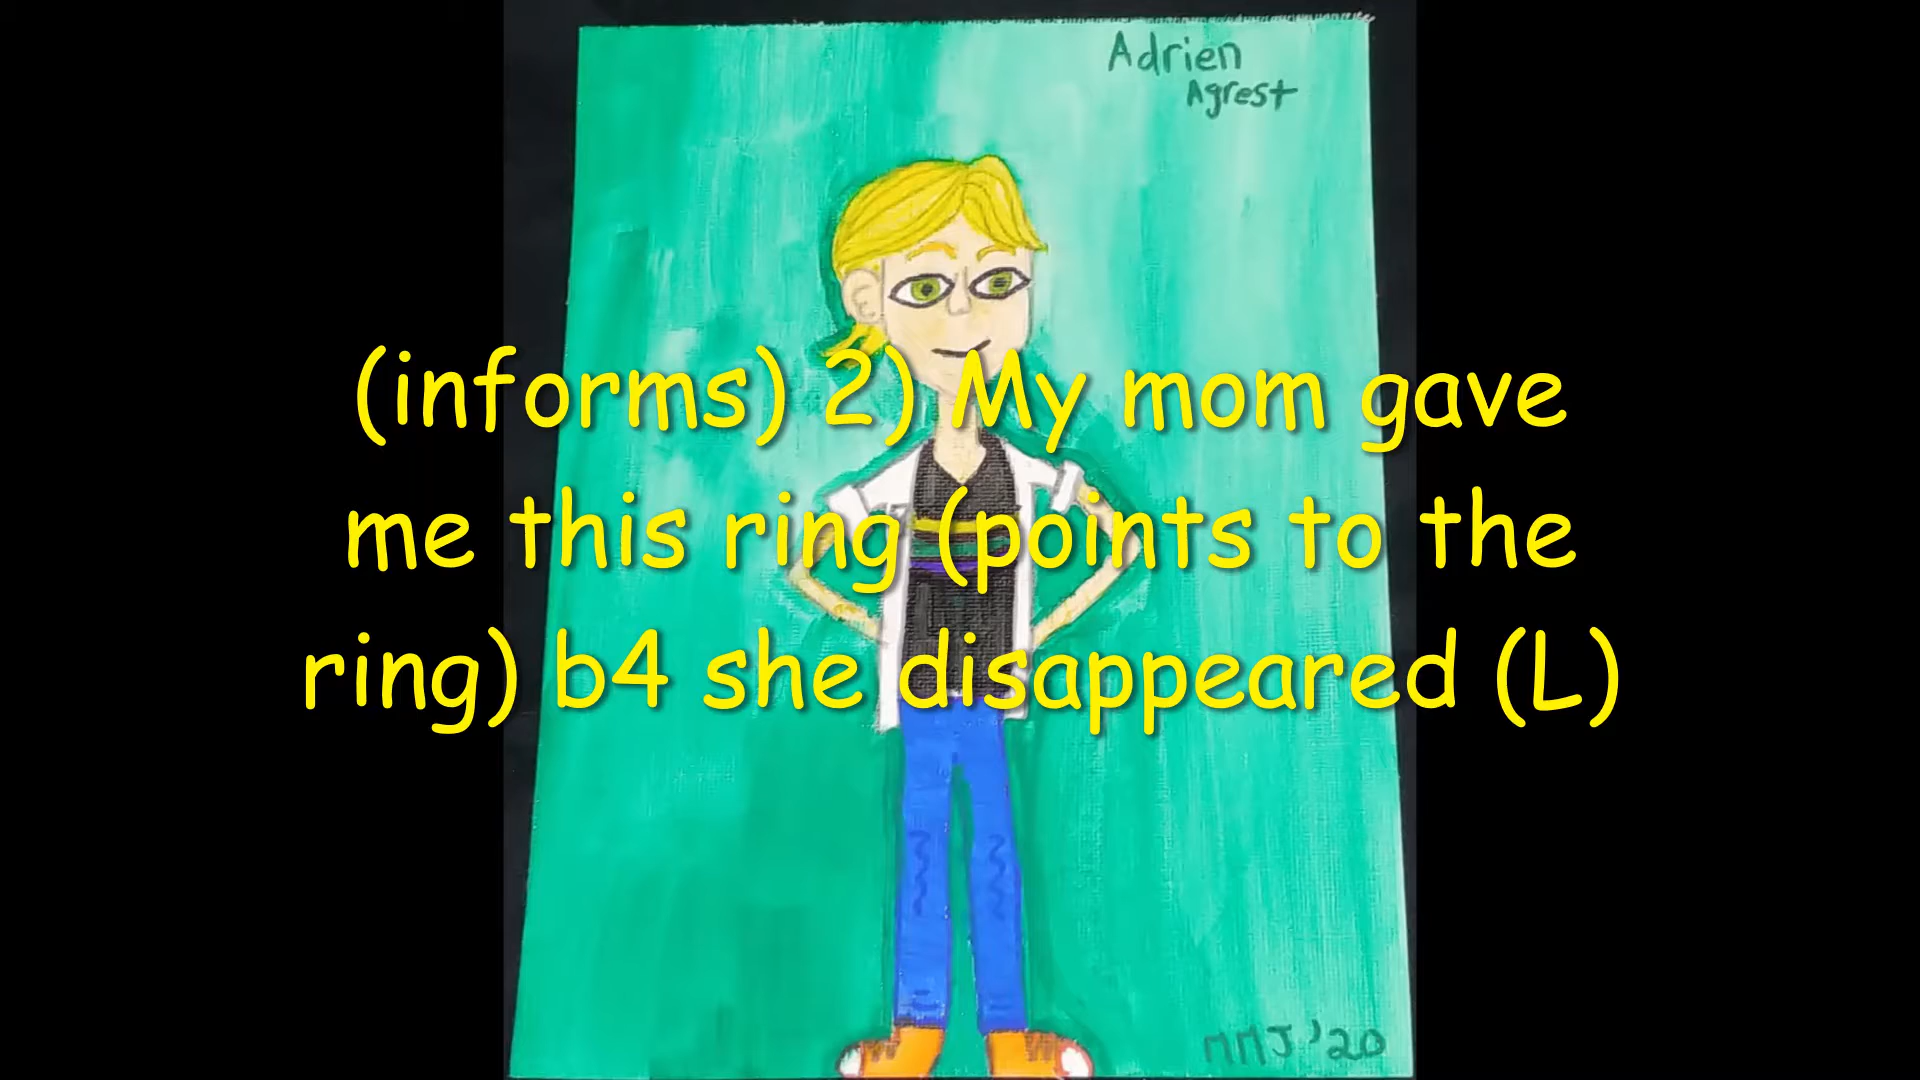 Adrien
Agrest
(informs) 2) My mom gave
me this ring (points to the
ring) b4 she disappeared (L)
MMJ '20